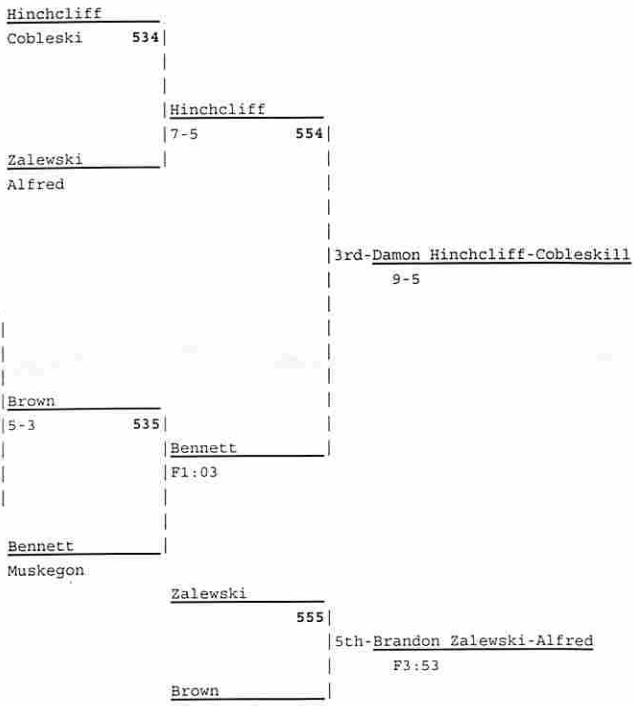 Hinchcliff
Cobleski 534
Hinchcliff
7-5 554
Zalewski
Alfred
3rd-Damon Hinchcliff-Cobleskill
9-5
Brown
5-3 535
Bennett
F1:03
Bennett
Muskegon
Zalewski
555
5th-Brandon Zalewski-Alfred
F3:53
Brown